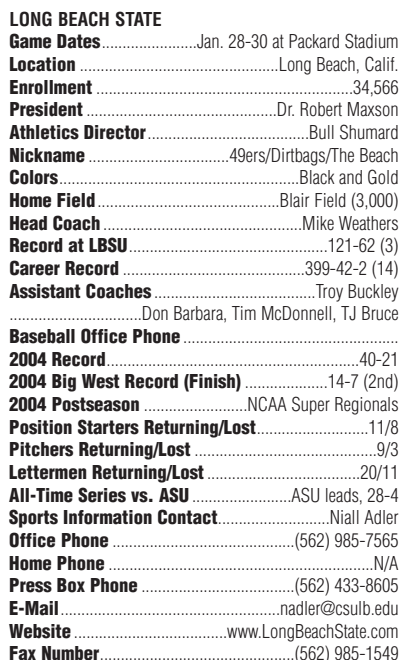 LONG BEACH STATE
Game Dates........................Jan. 28-30 at Packard Stadium
Location ..............................................Long Beach, Calif.
Enrollment ........................................................................34,566
President ..............................................Dr. Robert Maxson
Athletics Director.........................................Bull Shumard
Nickname ....................................49ers/Dirtbags/The Beach
Colors..............................................................Black and Gold
Home Field...............................................Blair Field (3,000)
Head Coach ...........................................Mike Weathers
Record at LBSU...................................................121-62 (3)
Career Record ..............................................399-42-2 (14)
Assistant Coaches .........................................Troy Buckley
..................................Don Barbara, Tim McDonnell, TJ Bruce
Baseball Office Phone ......................................................
2004 Record.................................................................40-21
2004 Big West Record (Finish) .....................14-7 (2nd)
2004 Postseason ..........................NCAA Super Regionals
Position Starters Returning/Lost............................11/8
Pitchers Returning/Lost ..............................................9/3
Lettermen Returning/Lost .......................................20/11
All-Time Series vs. ASU .........................ASU leads, 28-4
Sports Information Contact............................Niall Adler
Office Phone ...............................................(562) 985-7565
Home Phone ..................................................................N/A
Press Box Phone .......................................(562) 433-8605
E-Mail .......................................................nadler@csulb.edu
Website .......................................www.LongBeachState.com
Fax Number.................................................(562) 985-1549